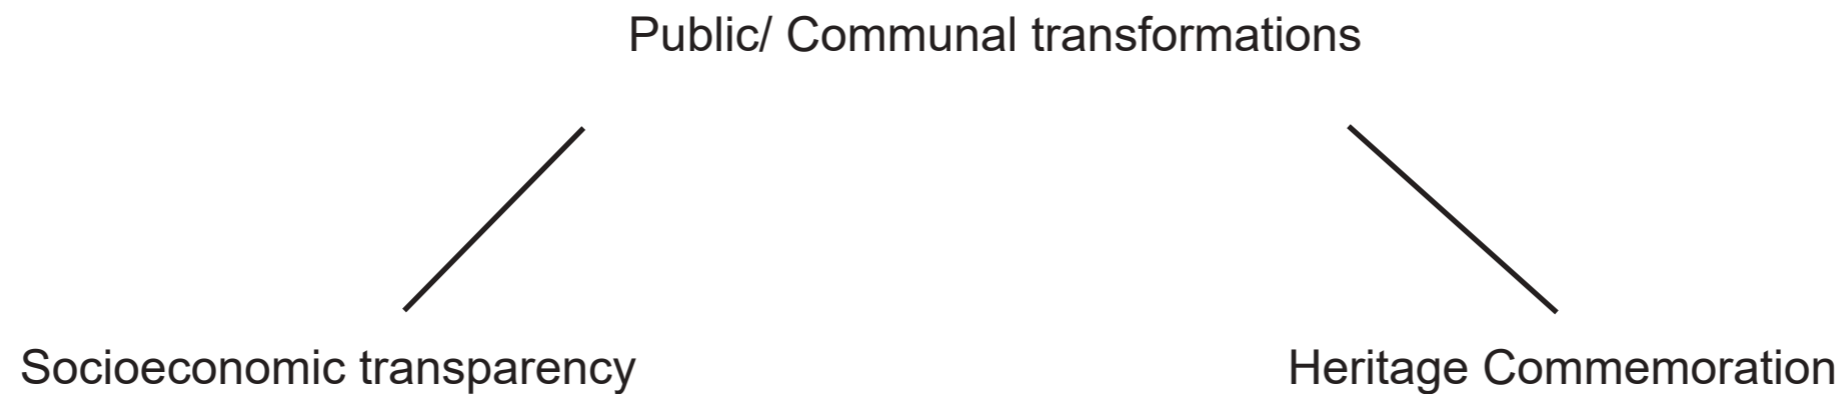 Public/ Communal transformations
Socioeconomic transparency
Heritage Commemoration